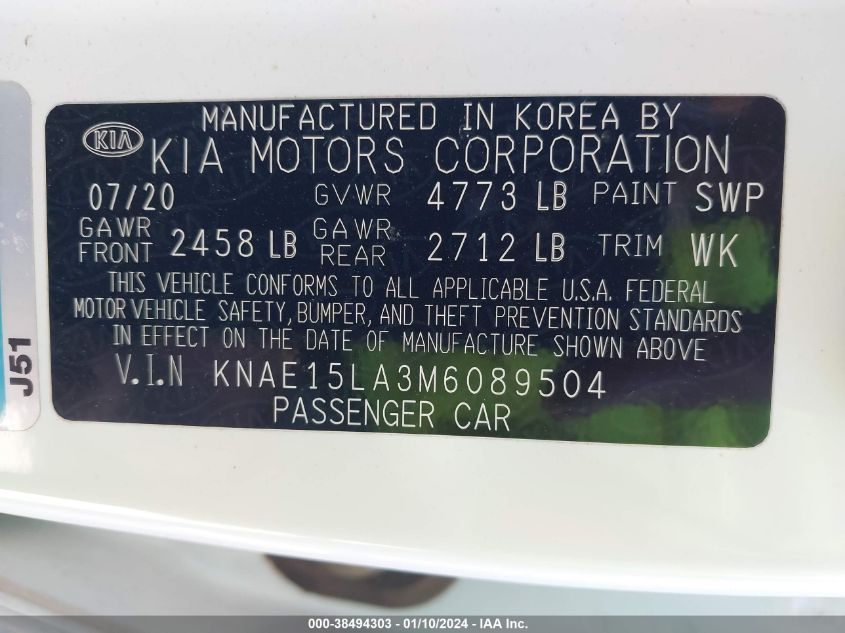 MANUFACTURED IN KOREA BY
KIA KIA MOTORS CORPORATION
07/20 GVWR 4773 LB PAINT SWP
GAWR FRONT 2458 LB GAWR REAR 2712 LB TRIM WK
THIS VEHICLE CONFORMS TO ALL APPLICABLE U.S.A. FEDERAL
MOTOR VEHICLE SAFETY, BUMPER, AND THEFT PREVENTION STANDARDS
IN EFFECT ON THE DATE OF MANUFACTURE SHOWN ABOVE
V.I.N KNAE15LA3M6089504
PASSENGER CAR
J51
000-38494303 - 01/10/2024 - IAA Inc.